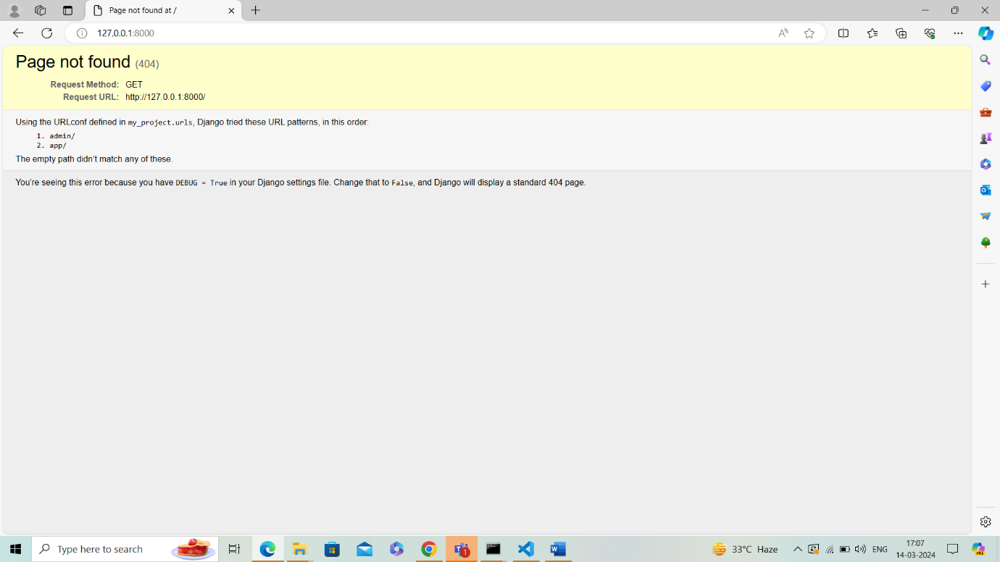 Page not found at /
127.0.0.1:8000
Page not found (404)
Request Method: GET
Request URL: http://127.0.0.1:8000/
Using the URLconf defined in my_project.urls, Django tried these URL patterns, in this order:
1. admin/
2. app/
The empty path didn't match any of these.
You're seeing this error because you have DEBUG = True in your Django settings file. Change that to False, and Django will display a standard 404 page.
Type here to search
1
33°C Haze
ENG
17:07
14-03-2024
PRE